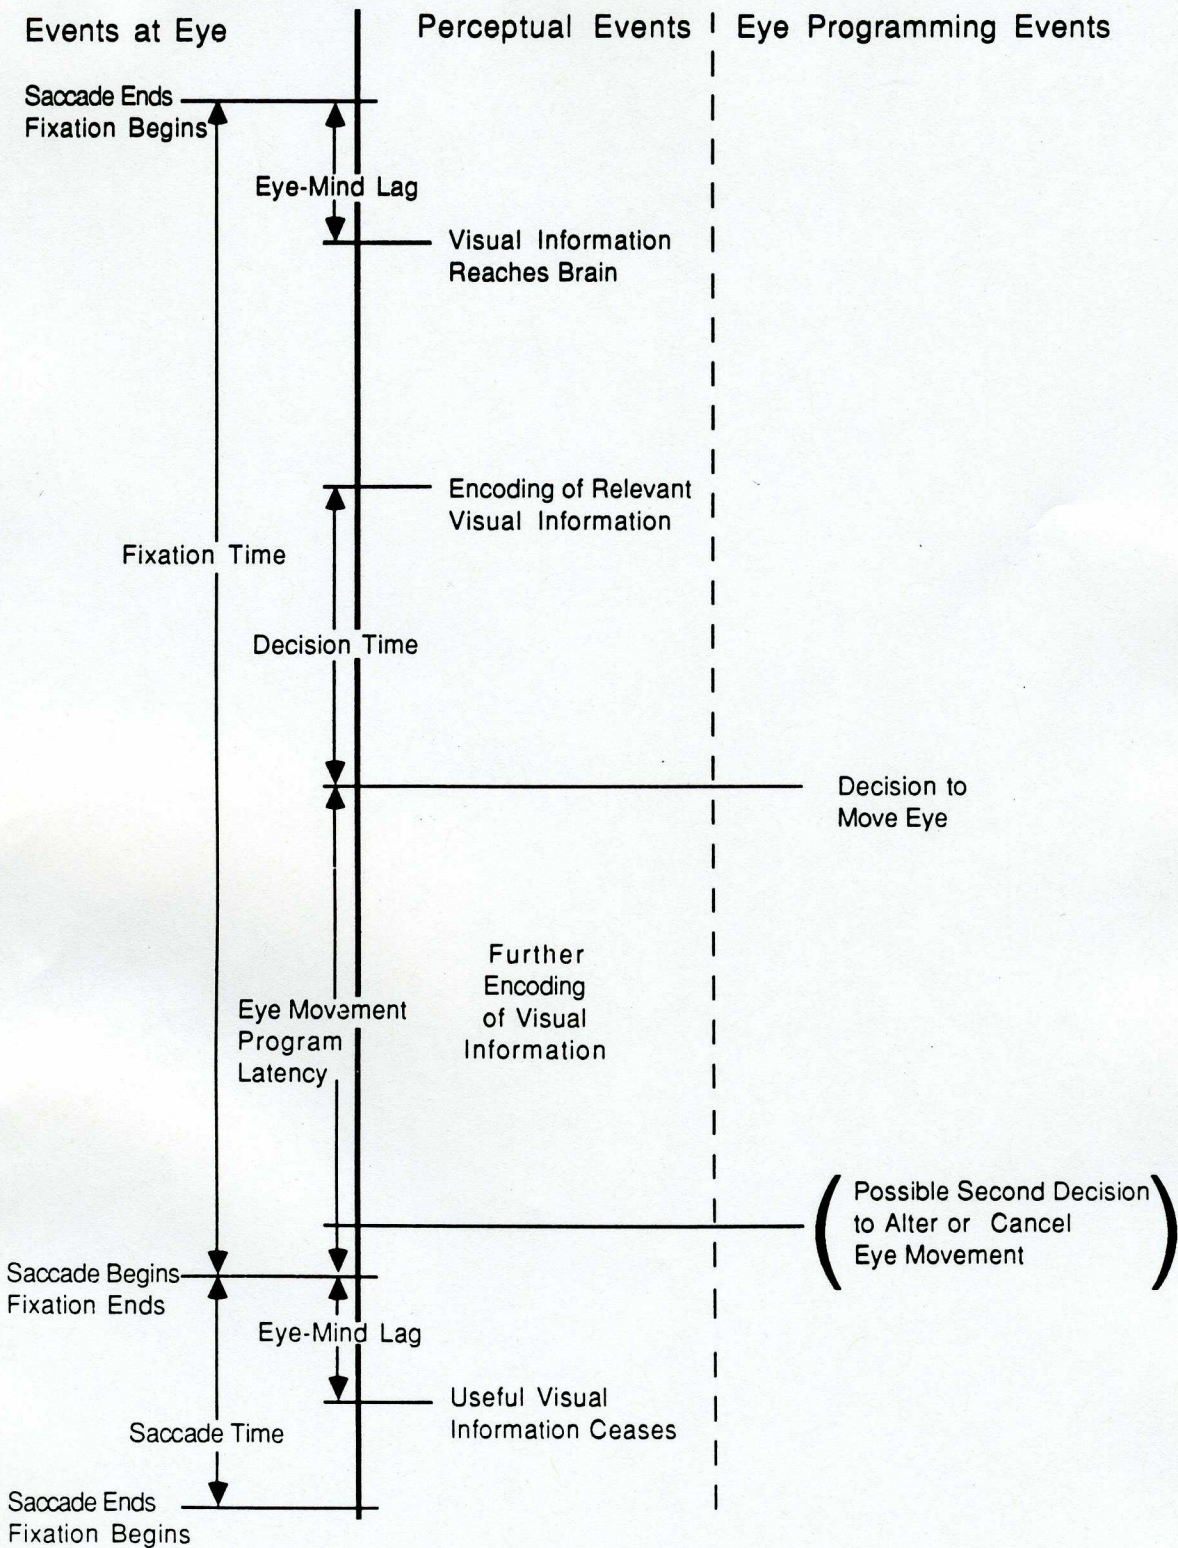 Events at Eye
Perceptual Events
Eye Programming Events
Saccade Ends
Fixation Begins
Eye-Mind Lag
Visual Information
Reaches Brain
Encoding of Relevant
Visual Information
Fixation Time
Decision Time
Decision to
Move Eye
Further
Encoding
of Visual
Information
Eye Movement
Program
Latency
(Possible Second Decision
to Alter or Cancel
Eye Movement)
Saccade Begins
Fixation Ends
Eye-Mind Lag
Useful Visual
Information Ceases
Saccade Time
Saccade Ends
Fixation Begins